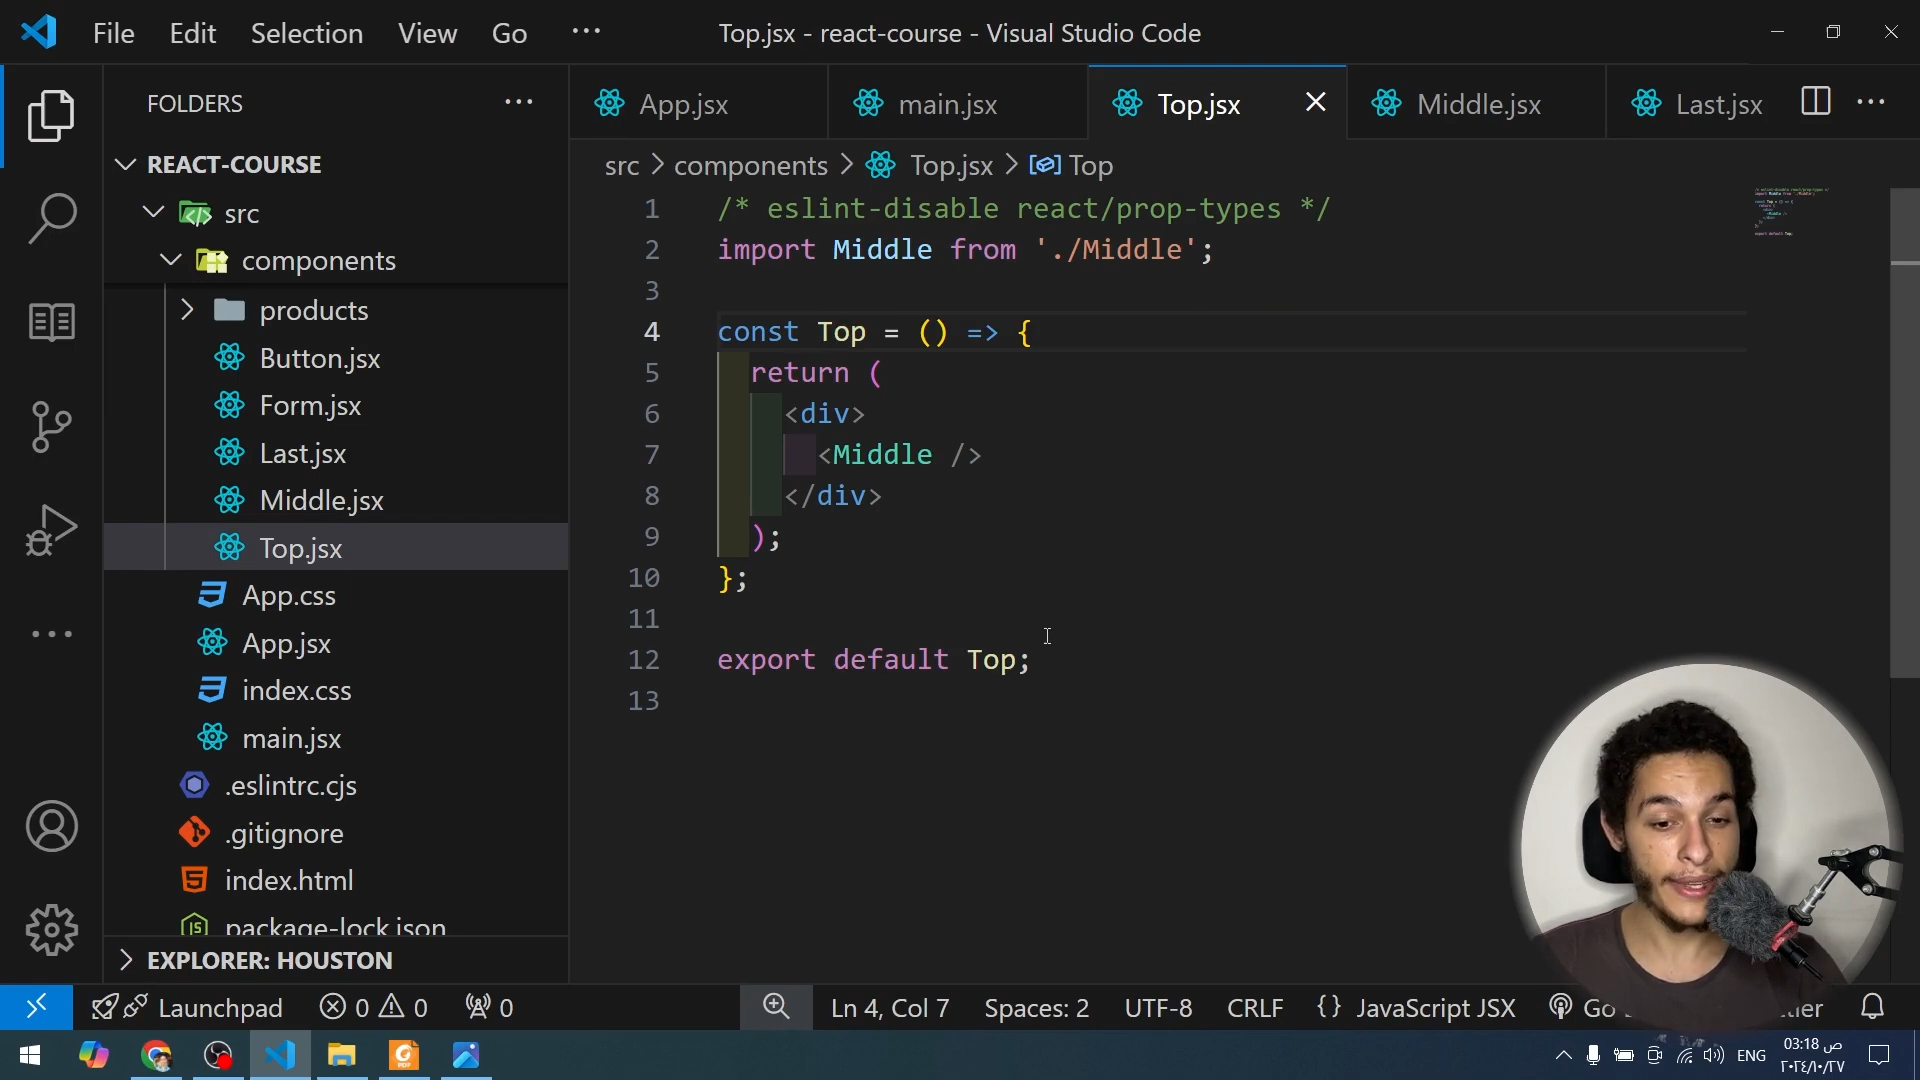 File Edit Selection View Go ···
Top.jsx - react-course - Visual Studio Code
FOLDERS
REACT-COURSE
src
components
products
Button.jsx
Form.jsx
Last.jsx
Middle.jsx
Top.jsx
App.css
App.jsx
index.css
main.jsx
.eslintrc.cjs
.gitignore
index.html
package-lock.json
EXPLORER: HOUSTON
App.jsx main.jsx Top.jsx Middle.jsx Last.jsx
src > components > Top.jsx > Top
1 /* eslint-disable react/prop-types */
2 import Middle from './Middle';
3
4 const Top = () => {
5 return (
6 <div>
7 <Middle />
8 </div>
9 );
10 };
11
12 export default Top;
13
Launchpad 0 0 0 Ln 4, Col 7 Spaces: 2 UTF-8 CRLF {} JavaScript JSX Go
ENG
03:18 ص
٢٠٢٤/١٠/٢٧